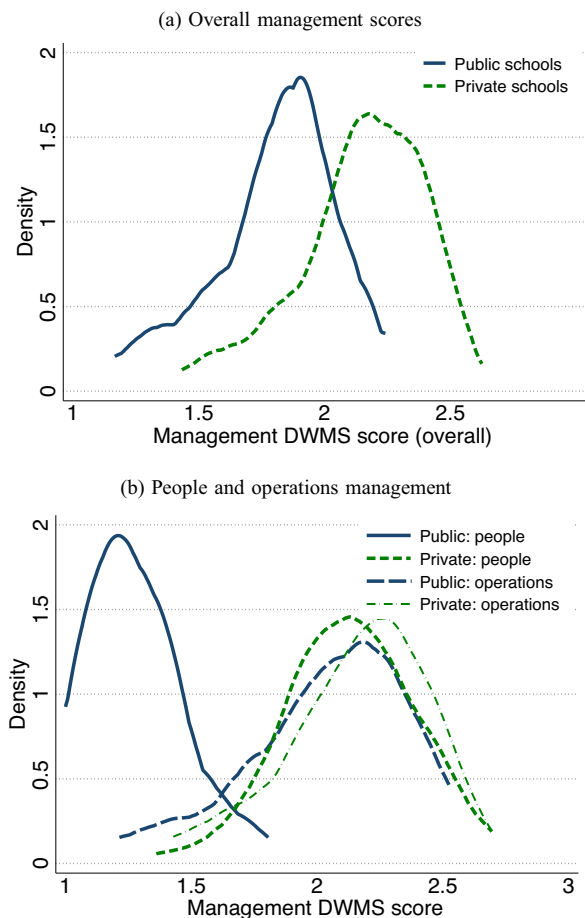 (a) Overall management scores
2
Public schools
Private schools
1.5
1
0.5
0
Density
1 1.5 2 2.5
Management DWMS score (overall)
(b) People and operations management
2
Public: people
Private: people
Public: operations
Private: operations
1.5
1
0.5
0
Density
1 1.5 2 2.5 3
Management DWMS score